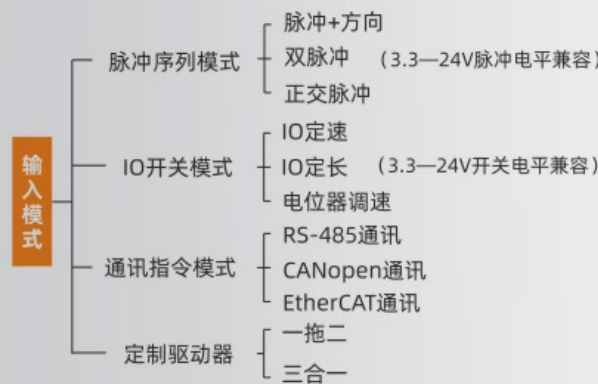 输入模式
脉冲序列模式
脉冲+方向
双脉冲 （3.3—24V脉冲电平兼容）
正交脉冲
IO开关模式
IO定速
IO定长 （3.3—24V开关电平兼容）
电位器调速
通讯指令模式
RS-485通讯
CANopen通讯
EtherCAT通讯
定制驱动器
一拖二
三合一